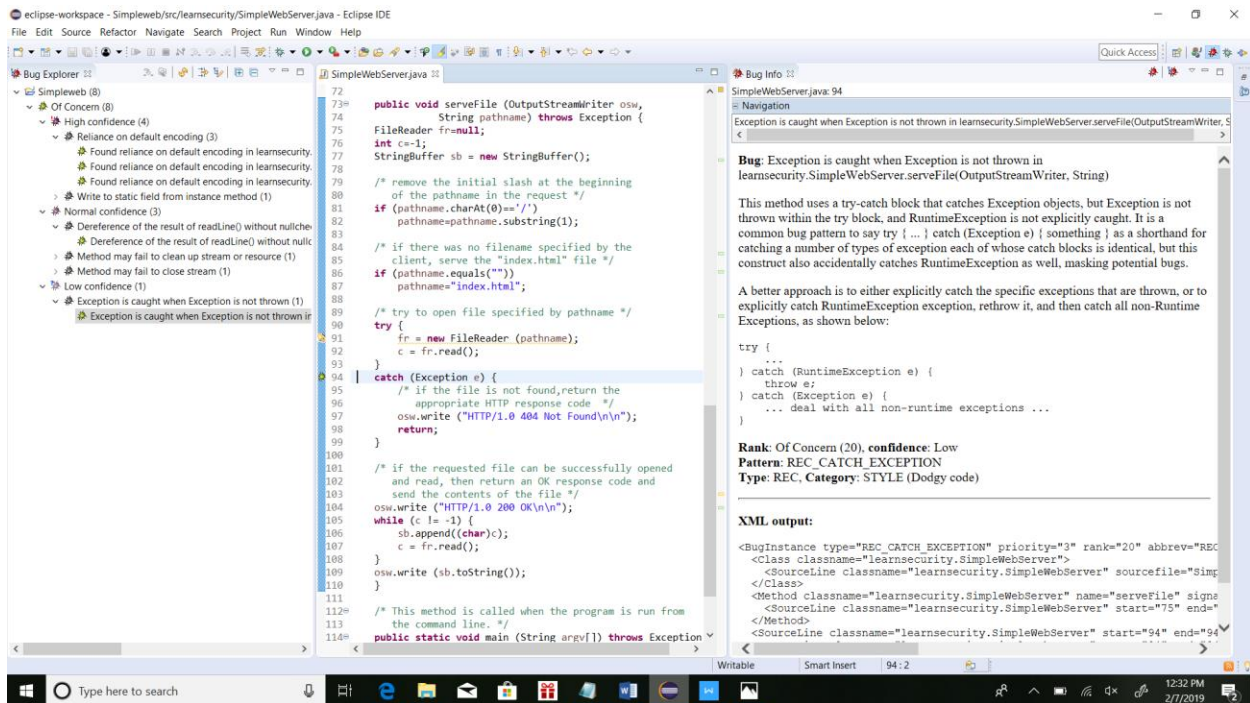 eclipse-workspace - Simpleweb/src/learnsecurity/SimpleWebServer.java - Eclipse IDE
File Edit Source Refactor Navigate Search Project Run Window Help
Quick Access
Bug Explorer
Simpleweb (8)
Of Concern (8)
High confidence (4)
Reliance on default encoding (3)
Found reliance on default encoding in learnsecurity.
Found reliance on default encoding in learnsecurity.
Found reliance on default encoding in learnsecurity.
Write to static field from instance method (1)
Normal confidence (3)
Dereference of the result of readLine() without nullche
Dereference of the result of readLine() without nullc
Method may fail to clean up stream or resource (1)
Method may fail to close stream (1)
Low confidence (1)
Exception is caught when Exception is not thrown (1)
Exception is caught when Exception is not thrown in
SimpleWebServer.java
72
73 public void serveFile (OutputStreamWriter osw,
74 String pathname) throws Exception {
75 FileReader fr=null;
76 int c=-1;
77 StringBuffer sb = new StringBuffer();
78
79 /* remove the initial slash at the beginning
80 of the pathname in the request */
81 if (pathname.charAt(0)=='/')
82 pathname=pathname.substring(1);
83
84 /* if there was no filename specified by the
85 client, serve the "index.html" file */
86 if (pathname.equals(""))
87 pathname="index.html";
88
89 /* try to open file specified by pathname */
90 try {
91 fr = new FileReader (pathname);
92 c = fr.read();
93 }
94 catch (Exception e) {
95 /* if the file is not found,return the
96 appropriate HTTP response code */
97 osw.write ("HTTP/1.0 404 Not Found\n\n");
98 return;
99 }
100
101 /* if the requested file can be successfully opened
102 and read, then return an OK response code and
103 send the contents of the file */
104 osw.write ("HTTP/1.0 200 OK\n\n");
105 while (c != -1) {
106 sb.append((char)c);
107 c = fr.read();
108 }
109 osw.write (sb.toString());
110 }
111
112 /* This method is called when the program is run from
113 the command line. */
114 public static void main (String argv[]) throws Exception
Bug Info
SimpleWebServer.java: 94
Navigation
Exception is caught when Exception is not thrown in learnsecurity.SimpleWebServer.serveFile(OutputStreamWriter, S
Bug: Exception is caught when Exception is not thrown in
learnsecurity.SimpleWebServer.serveFile(OutputStreamWriter, String)
This method uses a try-catch block that catches Exception objects, but Exception is not
thrown within the try block, and RuntimeException is not explicitly caught. It is a
common bug pattern to say try { ... } catch (Exception e) { something } as a shorthand for
catching a number of types of exception each of whose catch blocks is identical, but this
construct also accidentally catches RuntimeException as well, masking potential bugs.
A better approach is to either explicitly catch the specific exceptions that are thrown, or to
explicitly catch RuntimeException exception, rethrow it, and then catch all non-Runtime
Exceptions, as shown below:
try {
...
} catch (RuntimeException e) {
throw e;
} catch (Exception e) {
... deal with all non-runtime exceptions ...
}
Rank: Of Concern (20), confidence: Low
Pattern: REC_CATCH_EXCEPTION
Type: REC, Category: STYLE (Dodgy code)
XML output:
<BugInstance type="REC_CATCH_EXCEPTION" priority="3" rank="20" abbrev="REC
<Class classname="learnsecurity.SimpleWebServer">
<SourceLine classname="learnsecurity.SimpleWebServer" sourcefile="Simp
</Class>
<Method classname="learnsecurity.SimpleWebServer" name="serveFile" signa
<SourceLine classname="learnsecurity.SimpleWebServer" start="75" end="
</Method>
<SourceLine classname="learnsecurity.SimpleWebServer" start="94" end="94
Writable Smart Insert 94 : 2
Type here to search
12:32 PM
2/7/2019